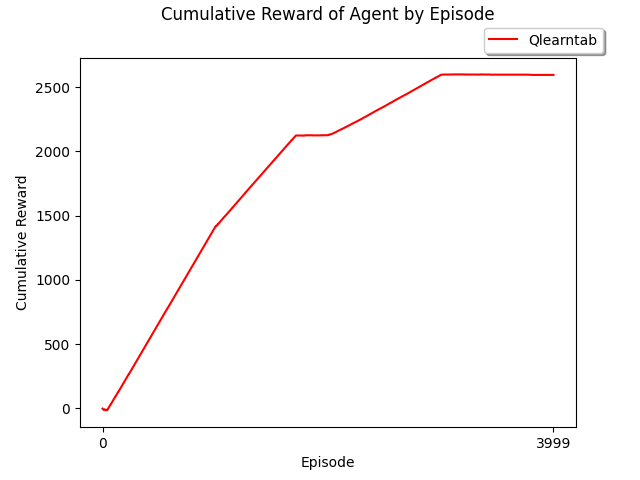 Cumulative Reward of Agent by Episode
Qlearntab
2500
2000
1500
1000
500
0
Cumulative Reward
0
3999
Episode